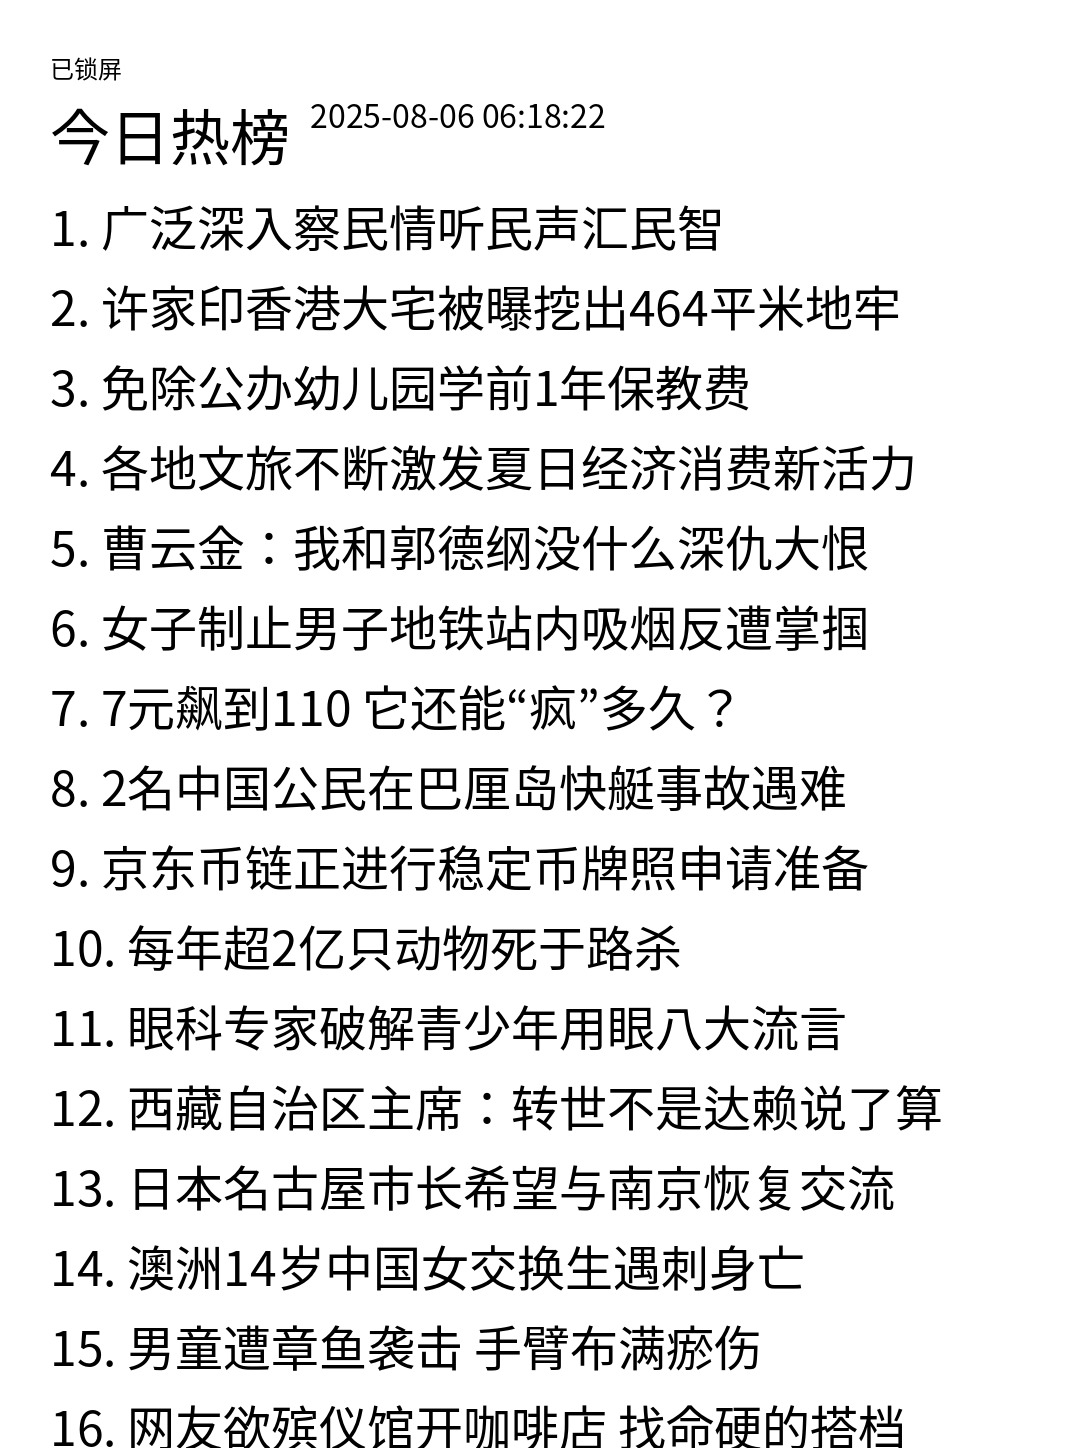 已锁屏
今日热榜 2025-08-06 06:18:22
1. 广泛深入察民情听民声汇民智
2. 许家印香港大宅被曝挖出464平米地牢
3. 免除公办幼儿园学前1年保教费
4. 各地文旅不断激发夏日经济消费新活力
5. 曹云金：我和郭德纲没什么深仇大恨
6. 女子制止男子地铁站内吸烟反遭掌掴
7. 7元飙到110 它还能“疯”多久？
8. 2名中国公民在巴厘岛快艇事故遇难
9. 京东币链正进行稳定币牌照申请准备
10. 每年超2亿只动物死于路杀
11. 眼科专家破解青少年用眼八大流言
12. 西藏自治区主席：转世不是达赖说了算
13. 日本名古屋市长希望与南京恢复交流
14. 澳洲14岁中国女交换生遇刺身亡
15. 男童遭章鱼袭击 手臂布满瘀伤
16. 网友欲殡仪馆开咖啡店 找命硬的搭档